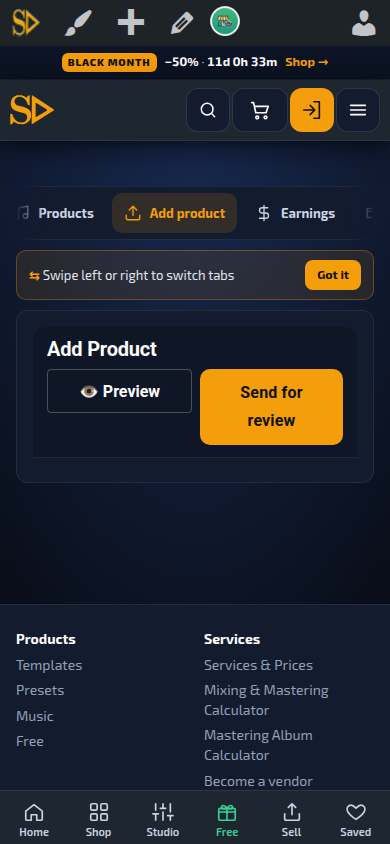 BLACK MONTH −50% · 11d 0h 33m Shop →
Products Add product Earnings
⇆ Swipe left or right to switch tabs Got it
Add Product
Preview
Send for
review
Products
Templates
Presets
Music
Free
Services
Services & Prices
Mixing & Mastering
Calculator
Mastering Album
Calculator
Become a vendor
Home Shop Studio Free Sell Saved